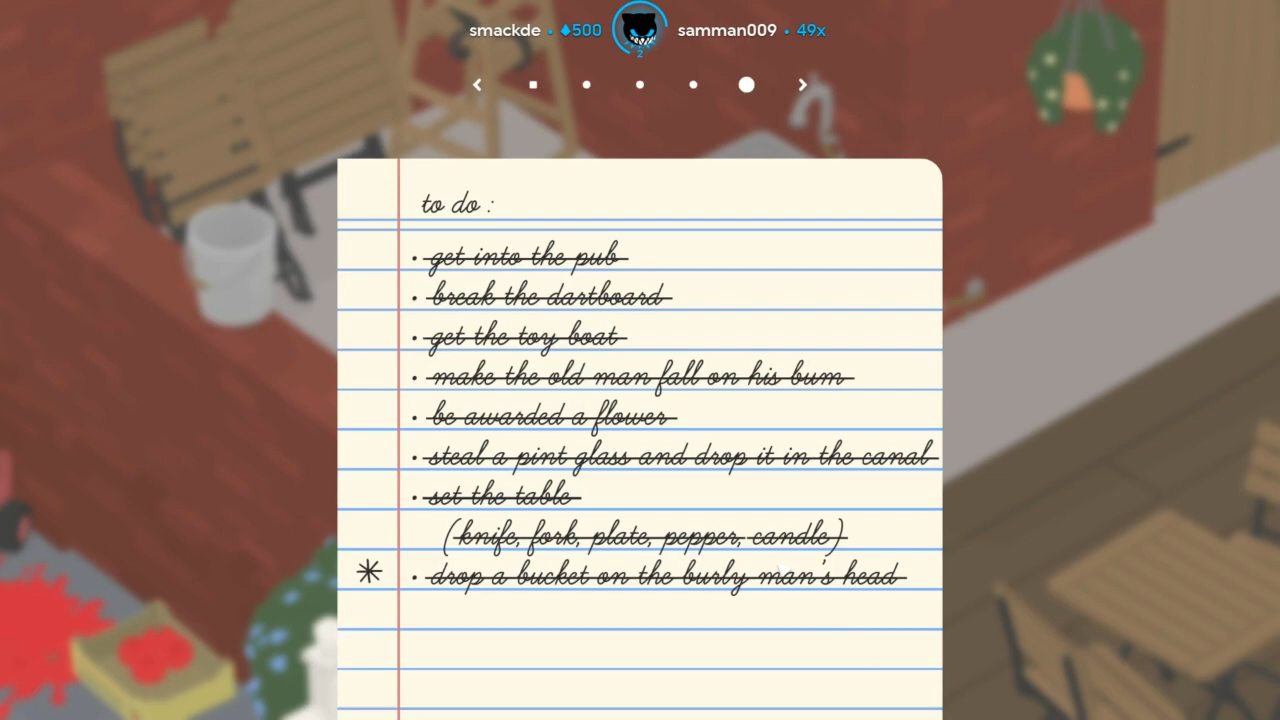 smackde • 500 samman009 • 49x
2
to do :
• get into the pub
• break the dartboard
• get the toy boat
• make the old man fall on his bum
• be awarded a flower
• steal a pint glass and drop it in the canal
• set the table
(knife, fork, plate, pepper, candle)
• drop a bucket on the burly man's head